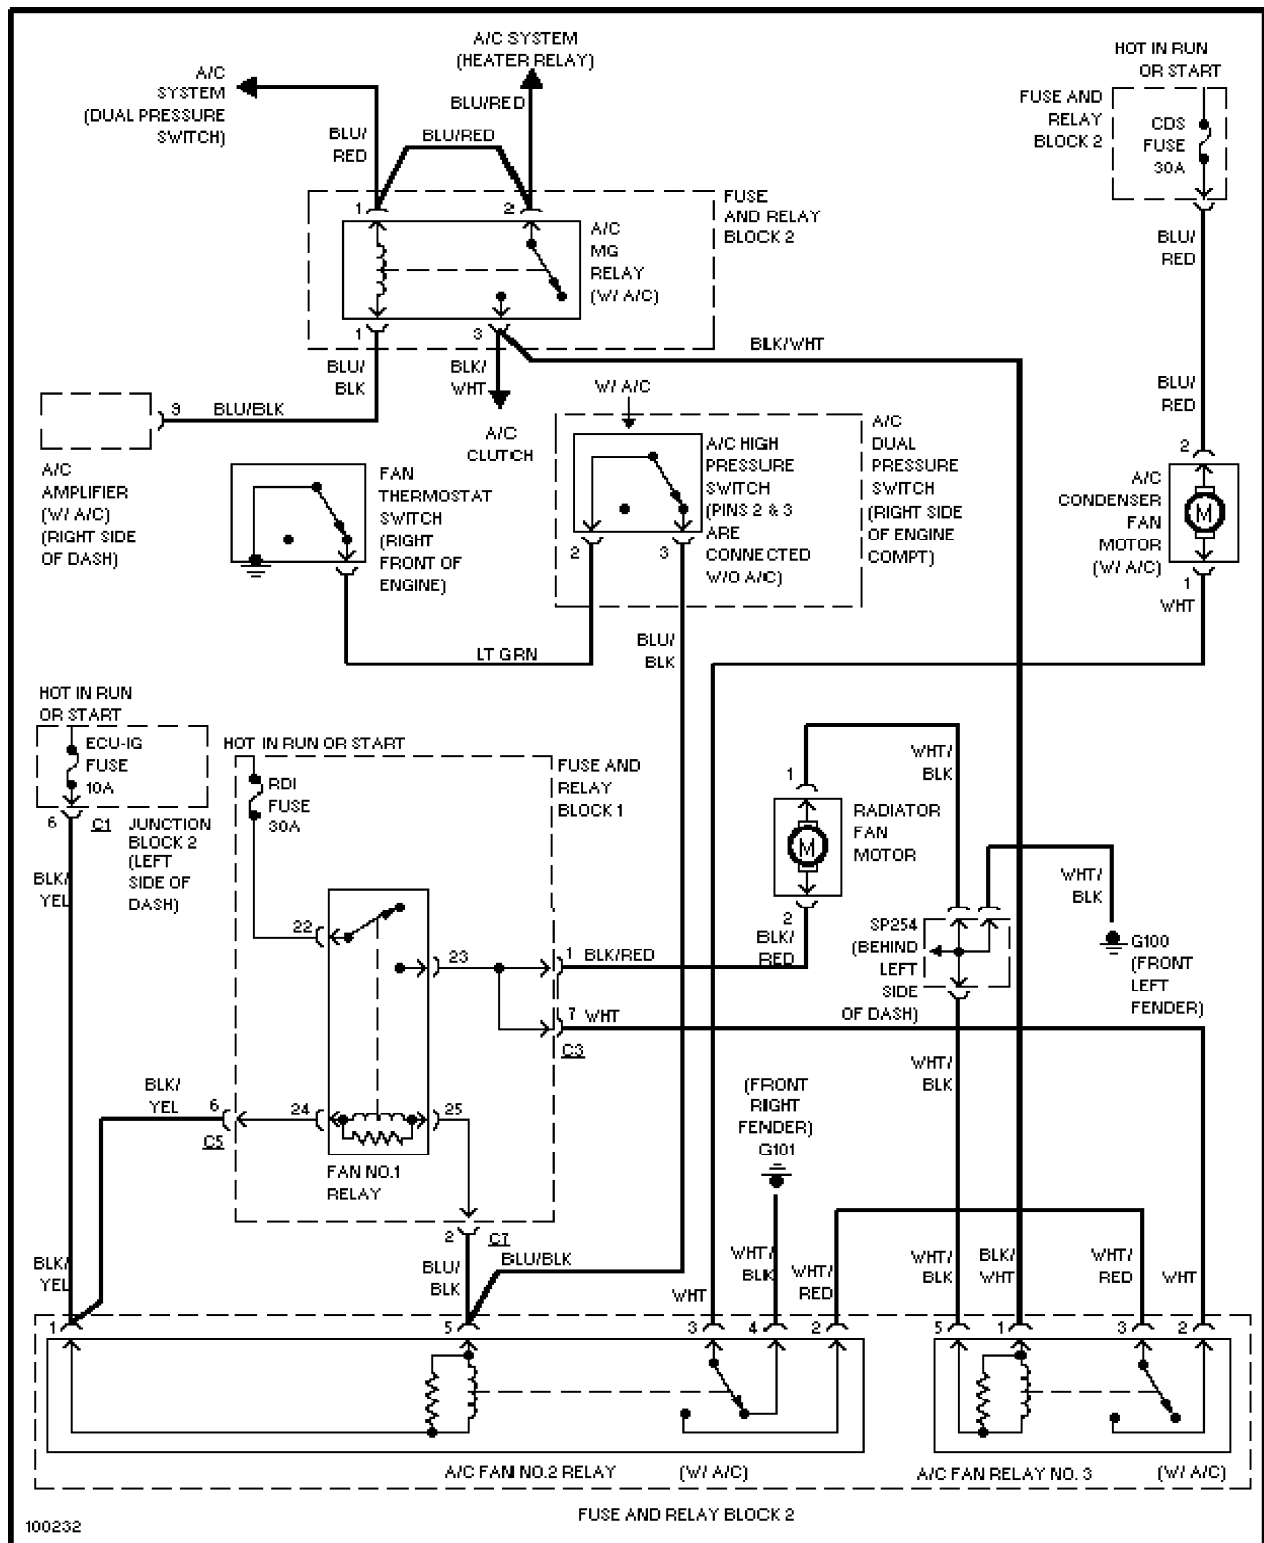 A/C SYSTEM
(HEATER RELAY)
A/C
SYSTEM
(DUAL PRESSURE
SWITCH)
BLU/
RED
BLU/RED
BLU/RED
HOT IN RUN
OR START
FUSE AND
RELAY
BLOCK 2
CDS
FUSE
30A
1
2
FUSE
AND RELAY
BLOCK 2
A/C
MG
RELAY
(W/ A/C)
BLU/
RED
1
3
BLU/
BLK
BLK/
WHT
BLK/WHT
A/C
CLUTCH
9
BLU/BLK
A/C
AMPLIFIER
(W/ A/C)
(RIGHT SIDE
OF DASH)
FAN
THERMOSTAT
SWITCH
(RIGHT
FRONT OF
ENGINE)
W/ A/C
A/C HIGH
PRESSURE
SWITCH
(PINS 2 & 3
ARE
CONNECTED
W/O A/C)
A/C
DUAL
PRESSURE
SWITCH
(RIGHT SIDE
OF ENGINE
COMPT)
2
3
BLU/
RED
2
A/C
CONDENSER
FAN
MOTOR
(W/ A/C)
M
1
WHT
LT GRN
BLU/
BLK
HOT IN RUN
OR START
ECU-IG
FUSE
10A
6
C1
JUNCTION
BLOCK 2
(LEFT
SIDE OF
DASH)
BLK/
YEL
HOT IN RUN OR START
RDI
FUSE
30A
FUSE AND
RELAY
BLOCK 1
22
23
1
BLK/RED
7
WHT
C3
1
M
RADIATOR
FAN
MOTOR
2
BLK/
RED
WHT/
BLK
WHT/
BLK
SP254
(BEHIND
LEFT
SIDE
OF DASH)
G100
(FRONT
LEFT
FENDER)
BLK/
YEL
6
C5
24
25
FAN NO.1
RELAY
2
C7
(FRONT
RIGHT
FENDER)
G101
WHT/
BLK
BLK/
YEL
BLU/
BLK
BLU/BLK
WHT
WHT/
BLK
WHT/
RED
WHT/
BLK
BLK/
WHT
WHT/
RED
WHT
1
5
3
4
2
5
1
3
2
A/C FAN NO.2 RELAY
(W/ A/C)
A/C FAN RELAY NO. 3
(W/ A/C)
FUSE AND RELAY BLOCK 2
100232